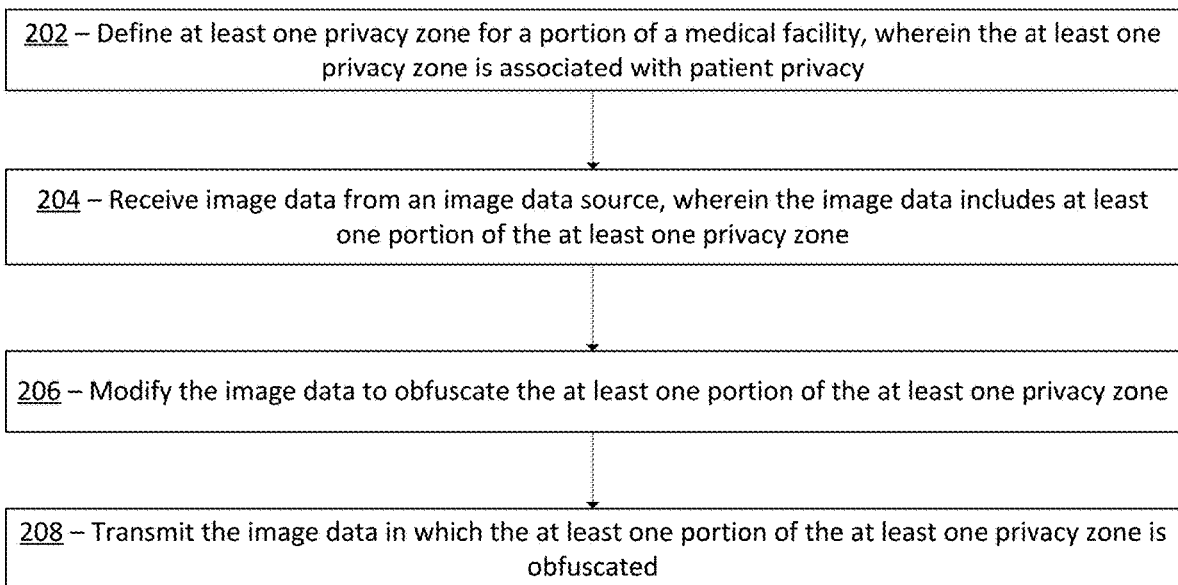 202 – Define at least one privacy zone for a portion of a medical facility, wherein the at least one
privacy zone is associated with patient privacy
204 – Receive image data from an image data source, wherein the image data includes at least
one portion of the at least one privacy zone
206 – Modify the image data to obfuscate the at least one portion of the at least one privacy zone
208 – Transmit the image data in which the at least one portion of the at least one privacy zone is
obfuscated